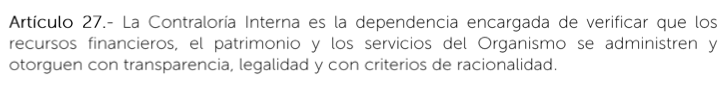 Artículo 27.- La Contraloría Interna es la dependencia encargada de verificar que los
recursos financieros, el patrimonio y los servicios del Organismo se administren y
otorguen con transparencia, legalidad y con criterios de racionalidad.